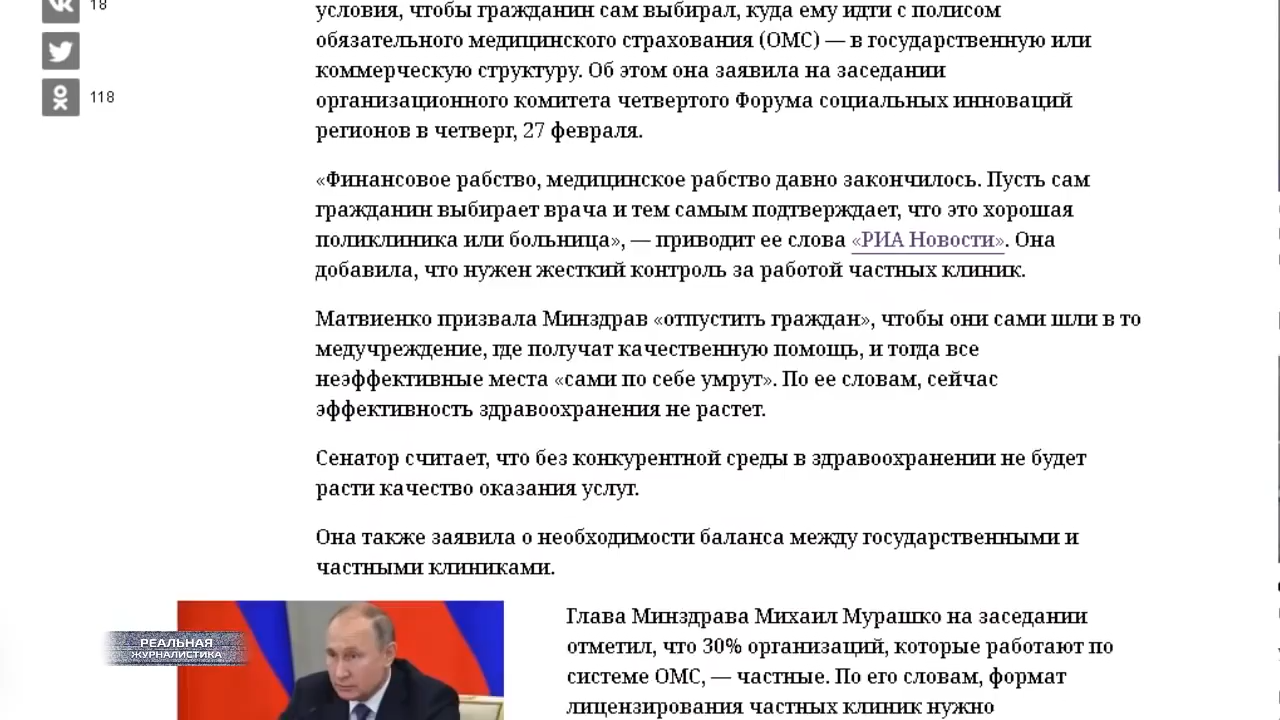 18
118
условия, чтобы гражданин сам выбирал, куда ему идти с полисом
обязательного медицинского страхования (ОМС) — в государственную или
коммерческую структуру. Об этом она заявила на заседании
организационного комитета четвертого Форума социальных инноваций
регионов в четверг, 27 февраля.
«Финансовое рабство, медицинское рабство давно закончилось. Пусть сам
гражданин выбирает врача и тем самым подтверждает, что это хорошая
поликлиника или больница», — приводит ее слова «РИА Новости». Она
добавила, что нужен жесткий контроль за работой частных клиник.
Матвиенко призвала Минздрав «отпустить граждан», чтобы они сами шли в то
медучреждение, где получат качественную помощь, и тогда все
неэффективные места «сами по себе умрут». По ее словам, сейчас
эффективность здравоохранения не растет.
Сенатор считает, что без конкурентной среды в здравоохранении не будет
расти качество оказания услуг.
Она также заявила о необходимости баланса между государственными и
частными клиниками.
Глава Минздрава Михаил Мурашко на заседании
отметил, что 30% организаций, которые работают по
системе ОМС, — частные. По его словам, формат
лицензирования частных клиник нужно
РЕАЛЬНАЯ
ЖУРНАЛИСТИКА